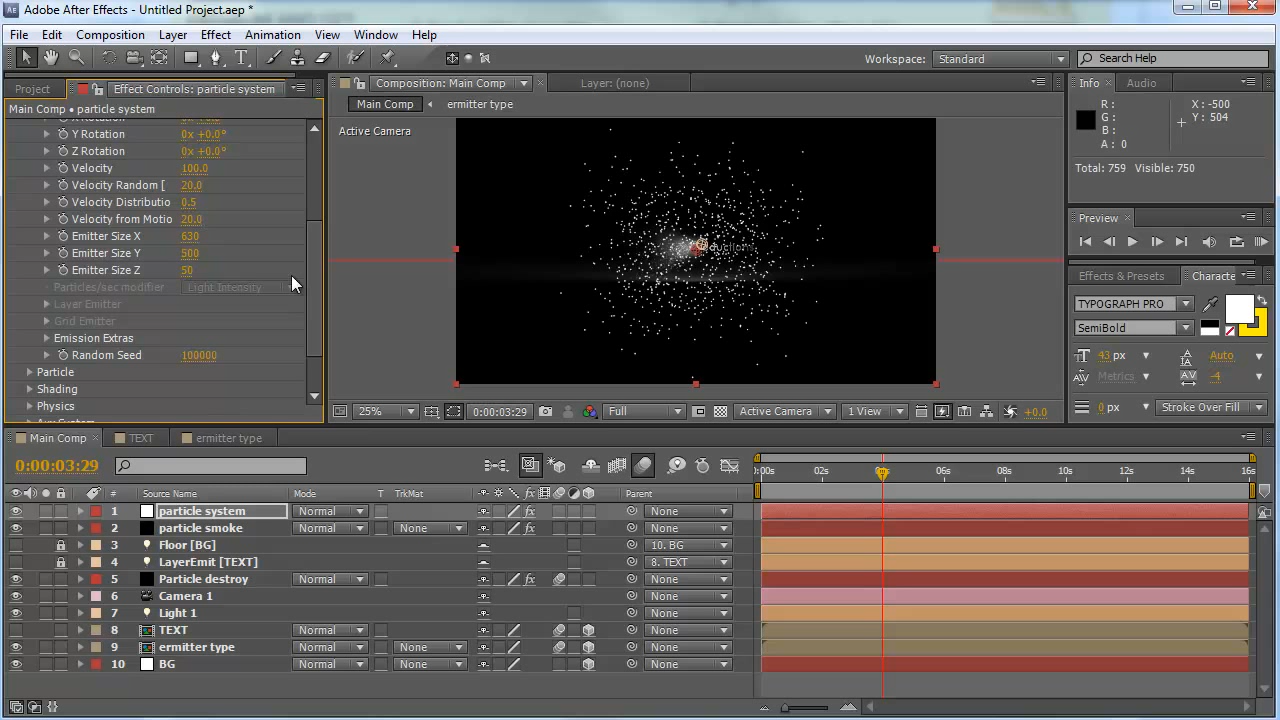 Adobe After Effects - Untitled Project.aep *
File Edit Composition Layer Effect Animation View Window Help
Workspace: Standard Search Help
Project Effect Controls: particle system
Composition: Main Comp Layer: (none)
Info Audio
Main Comp • particle system
Main Comp ermitter type
Active Camera
R :
G :
B :
A : 0
X : -500
Y : 504
Total: 759 Visible: 750
X Rotation 0x +0.0°
Y Rotation 0x +0.0°
Z Rotation 0x +0.0°
Velocity 100.0
Velocity Random [ 20.0
Velocity Distributio 0.5
Velocity from Motio 20.0
Emitter Size X 630
Emitter Size Y 500
Emitter Size Z 50
Particles/sec modifier Light Intensity
Layer Emitter
Grid Emitter
Emission Extras
Random Seed 100000
Particle
Shading
Physics
Preview
Effects & Presets Characte
TYPOGRAPH PRO
SemiBold
43 px Auto
Metrics -4
0 px Stroke Over Fill
25% 0:00:03:29 Full Active Camera 1 View +0.0
Main Comp TEXT ermitter type
0:00:03:29
:00s 02s 04s 06s 08s 10s 12s 14s 16s
# Source Name Mode T TrkMat Parent
1 particle system Normal None
2 particle smoke Normal None None
3 Floor [BG] 10. BG
4 LayerEmit [TEXT] 8. TEXT
5 Particle destroy Normal None None
6 Camera 1 None
7 Light 1 None
8 TEXT Normal None
9 ermitter type Normal None None
10 BG Normal None None